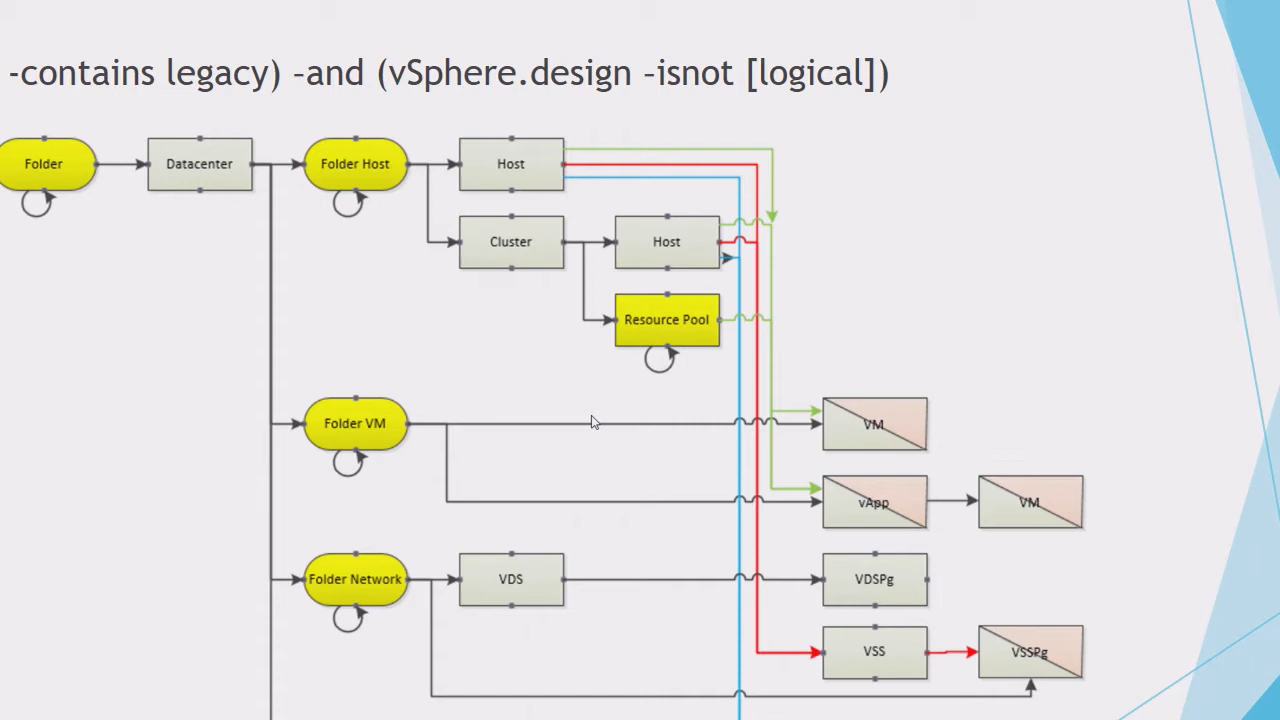 -contains legacy) -and (vSphere.design -isnot [logical])
Folder
Datacenter
Folder Host
Host
Cluster
Host
Resource Pool
Folder VM
VM
vApp
VM
Folder Network
VDS
VDSPg
VSS
VSSPg